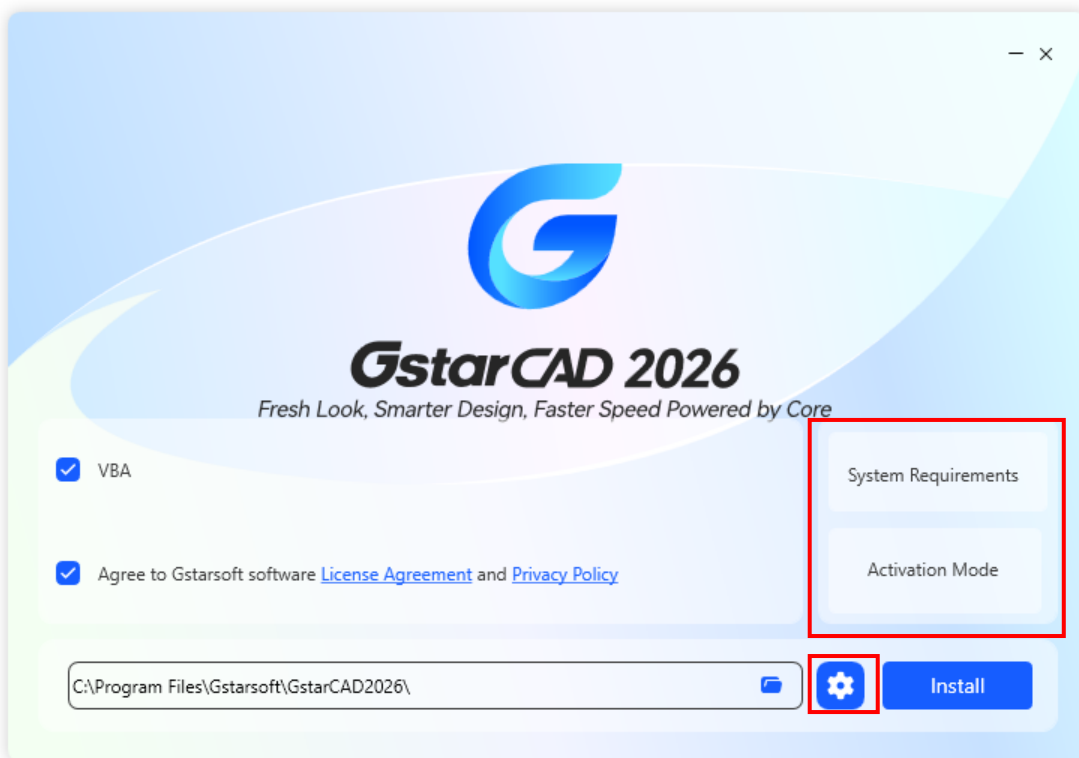 GstarCAD 2026
Fresh Look, Smarter Design, Faster Speed Powered by Core
VBA
System Requirements
Agree to Gstarsoft software License Agreement and Privacy Policy
Activation Mode
C:\Program Files\Gstarsoft\GstarCAD2026\
Install